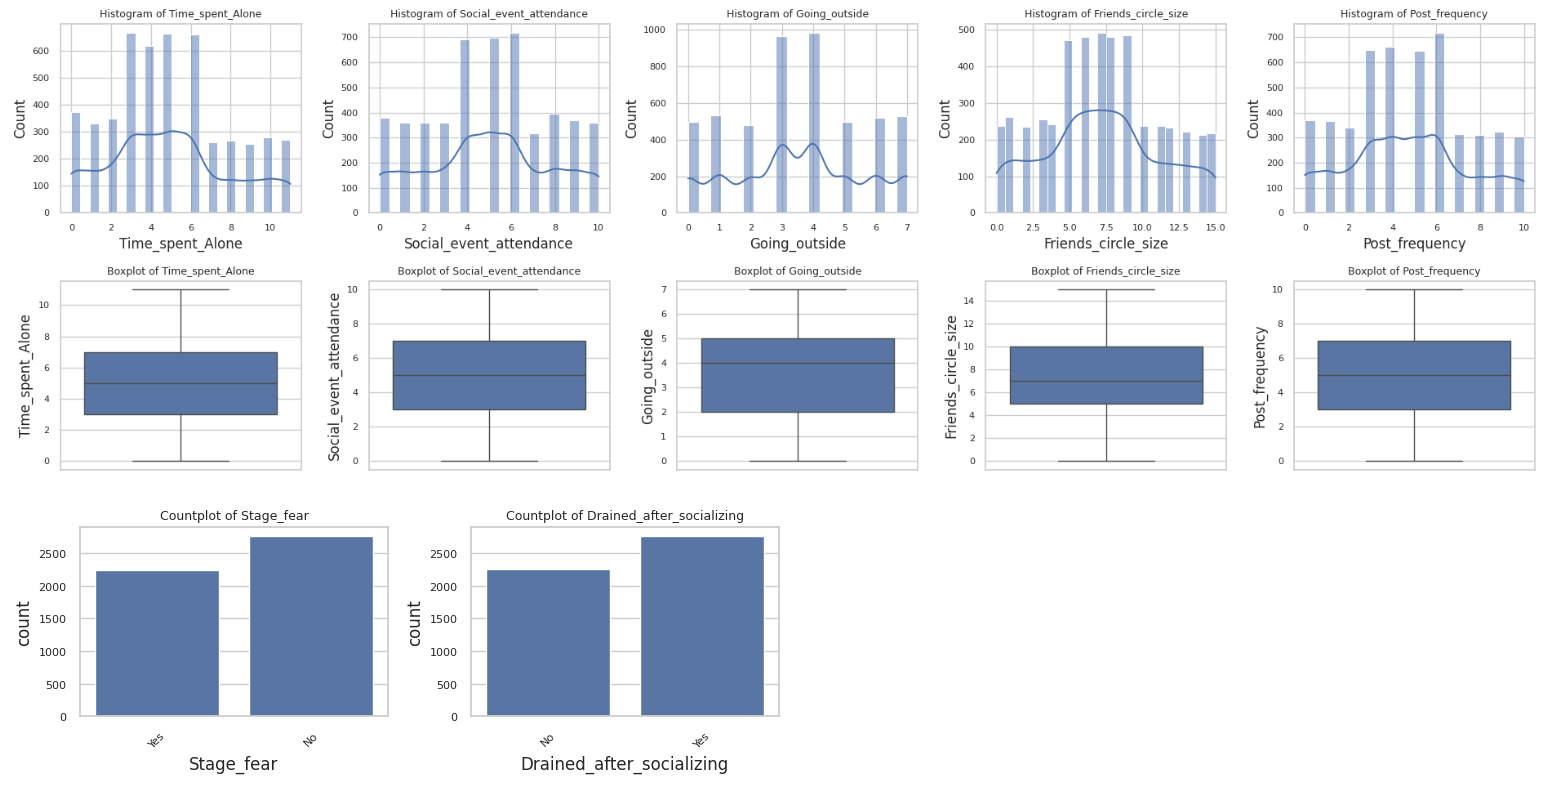 Histogram of Time_spent_Alone
Histogram of Social_event_attendance
Histogram of Going_outside
Histogram of Friends_circle_size
Histogram of Post_frequency
Count
600
500
400
300
200
100
0
0 2 4 6 8 10
Time_spent_Alone
Count
700
600
500
400
300
200
100
0
0 2 4 6 8 10
Social_event_attendance
Count
1000
800
600
400
200
0
0 1 2 3 4 5 6 7
Going_outside
Count
500
400
300
200
100
0
0.0 2.5 5.0 7.5 10.0 12.5 15.0
Friends_circle_size
Count
700
600
500
400
300
200
100
0
0 2 4 6 8 10
Post_frequency
Boxplot of Time_spent_Alone
Boxplot of Social_event_attendance
Boxplot of Going_outside
Boxplot of Friends_circle_size
Boxplot of Post_frequency
Time_spent_Alone
10
8
6
4
2
0
Social_event_attendance
10
8
6
4
2
0
Going_outside
7
6
5
4
3
2
1
0
Friends_circle_size
14
12
10
8
6
4
2
0
Post_frequency
10
8
6
4
2
0
Countplot of Stage_fear
count
2500
2000
1500
1000
500
0
Yes
No
Stage_fear
Countplot of Drained_after_socializing
count
2500
2000
1500
1000
500
0
No
Yes
Drained_after_socializing